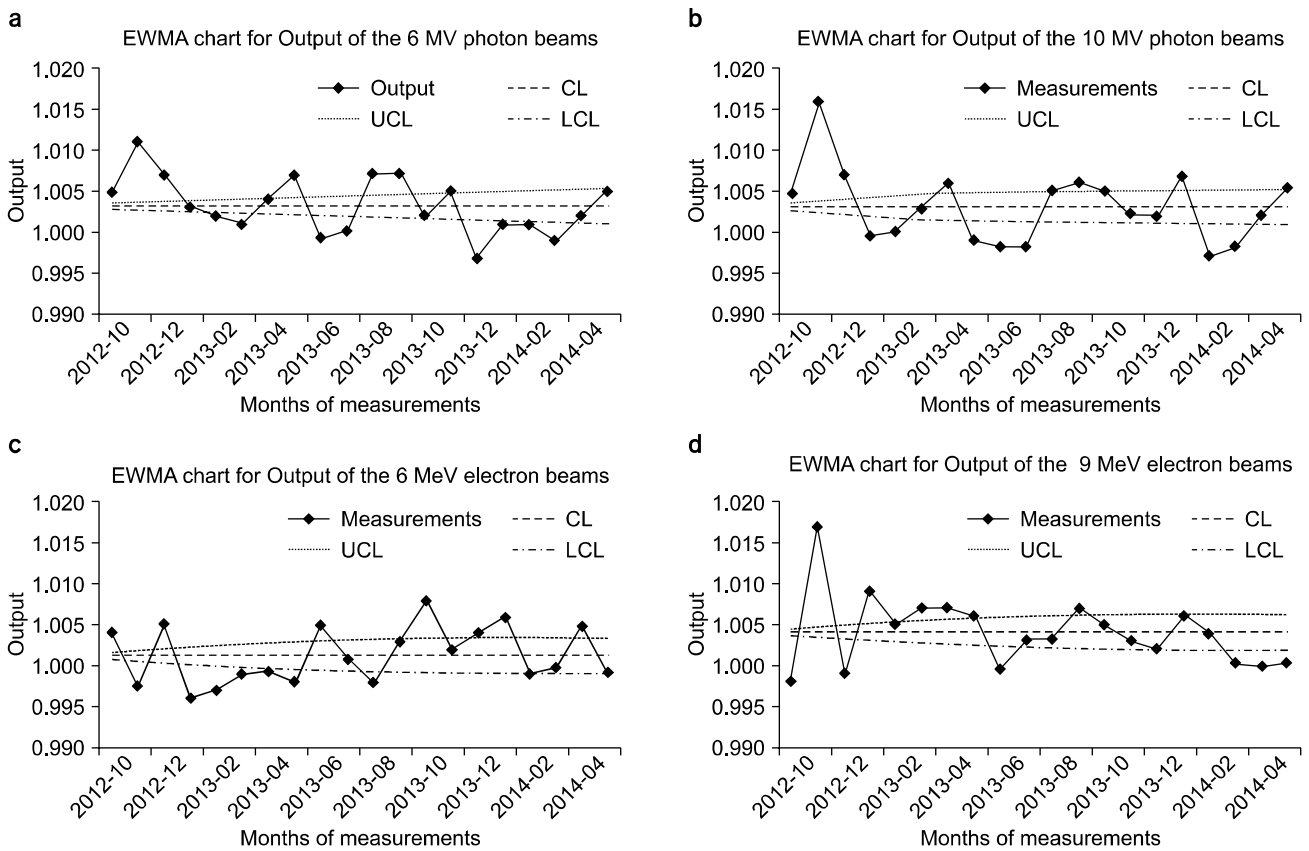 a
EWMA chart for Output of the 6 MV photon beams
1.020
1.015
1.010
1.005
1.000
0.995
0.990
Output
Output
CL
UCL
LCL
2012-10
2012-12
2013-02
2013-04
2013-06
2013-08
2013-10
2013-12
2014-02
2014-04
Months of measurements
b
EWMA chart for Output of the 10 MV photon beams
1.020
1.015
1.010
1.005
1.000
0.995
0.990
Output
Measurements
CL
UCL
LCL
2012-10
2012-12
2013-02
2013-04
2013-06
2013-08
2013-10
2013-12
2014-02
2014-04
Months of measurements
c
EWMA chart for Output of the 6 MeV electron beams
1.020
1.015
1.010
1.005
1.000
0.995
0.990
Output
Measurements
CL
UCL
LCL
2012-10
2012-12
2013-02
2013-04
2013-06
2013-08
2013-10
2013-12
2014-02
2014-04
Months of measurements
d
EWMA chart for Output of the 9 MeV electron beams
1.020
1.015
1.010
1.005
1.000
0.995
0.990
Output
Measurements
CL
UCL
LCL
2012-10
2012-12
2013-02
2013-04
2013-06
2013-08
2013-10
2013-12
2014-02
2014-04
Months of measurements